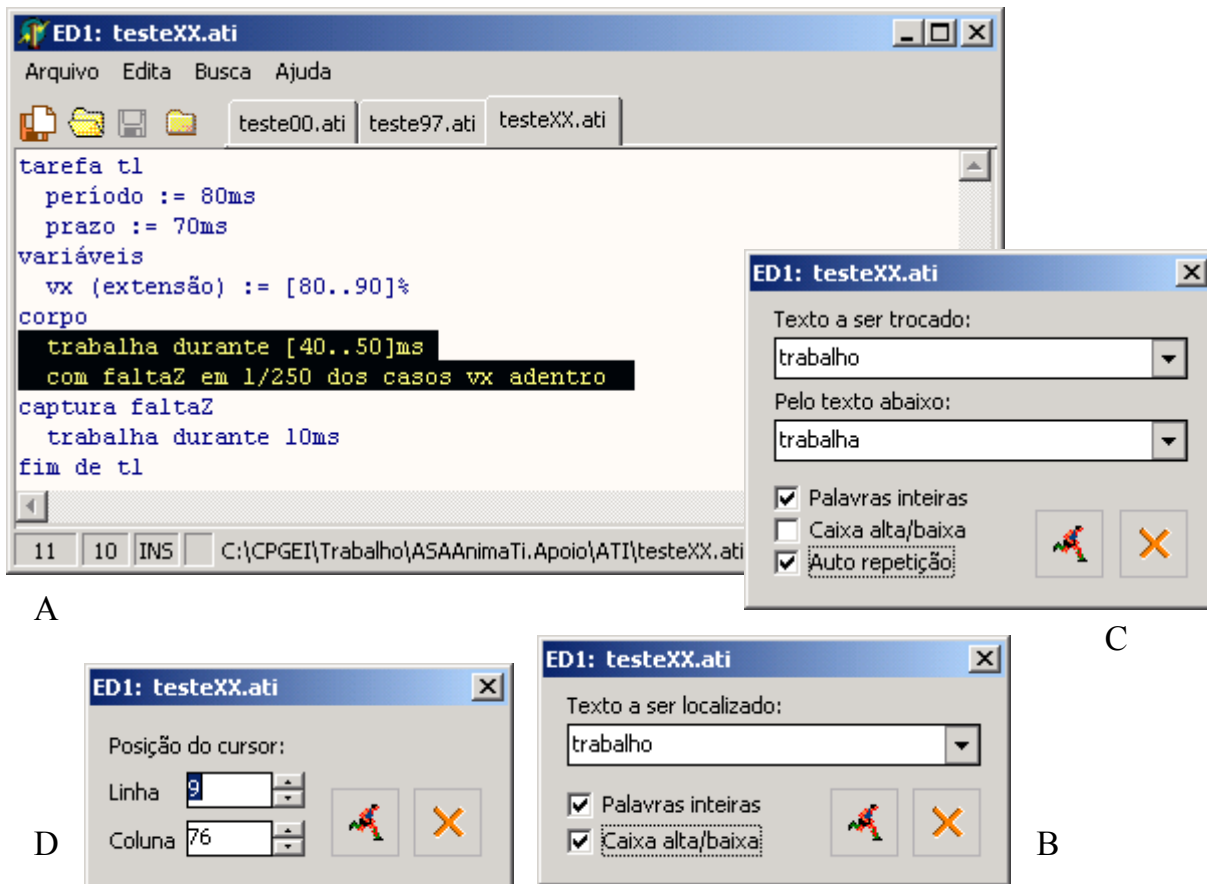 ED1: testeXX.ati
Arquivo Edita Busca Ajuda
teste00.ati teste97.ati testeXX.ati
tarefa t1
período := 80ms
prazo := 70ms
variáveis
vx (extensão) := [80..90]%
corpo
trabalha durante [40..50]ms
com faltaZ em 1/250 dos casos vx adentro
captura faltaZ
trabalha durante 10ms
fim de t1
11 10 INS C:\CPGEI\Trabalho\ASAAnimaTi.Apoio\ATI\testeXX.ati
A
ED1: testeXX.ati
Texto a ser trocado:
trabalho
Pelo texto abaixo:
trabalha
Palavras inteiras
Caixa alta/baixa
Auto repetição
C
ED1: testeXX.ati
Posição do cursor:
Linha 9
Coluna 76
D
ED1: testeXX.ati
Texto a ser localizado:
trabalho
Palavras inteiras
Caixa alta/baixa
B